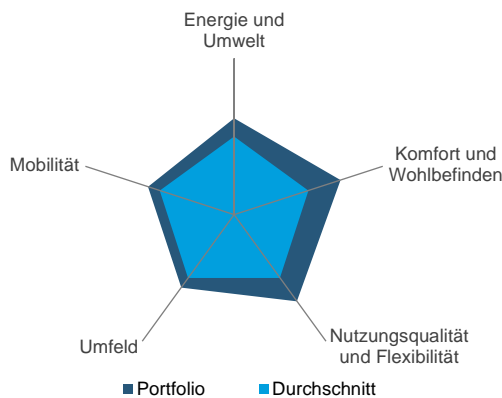 Energie und
Umwelt
Komfort und
Wohlbefinden
Mobilität
Nutzungsqualität
und Flexibilität
Umfeld
Portfolio
Durchschnitt